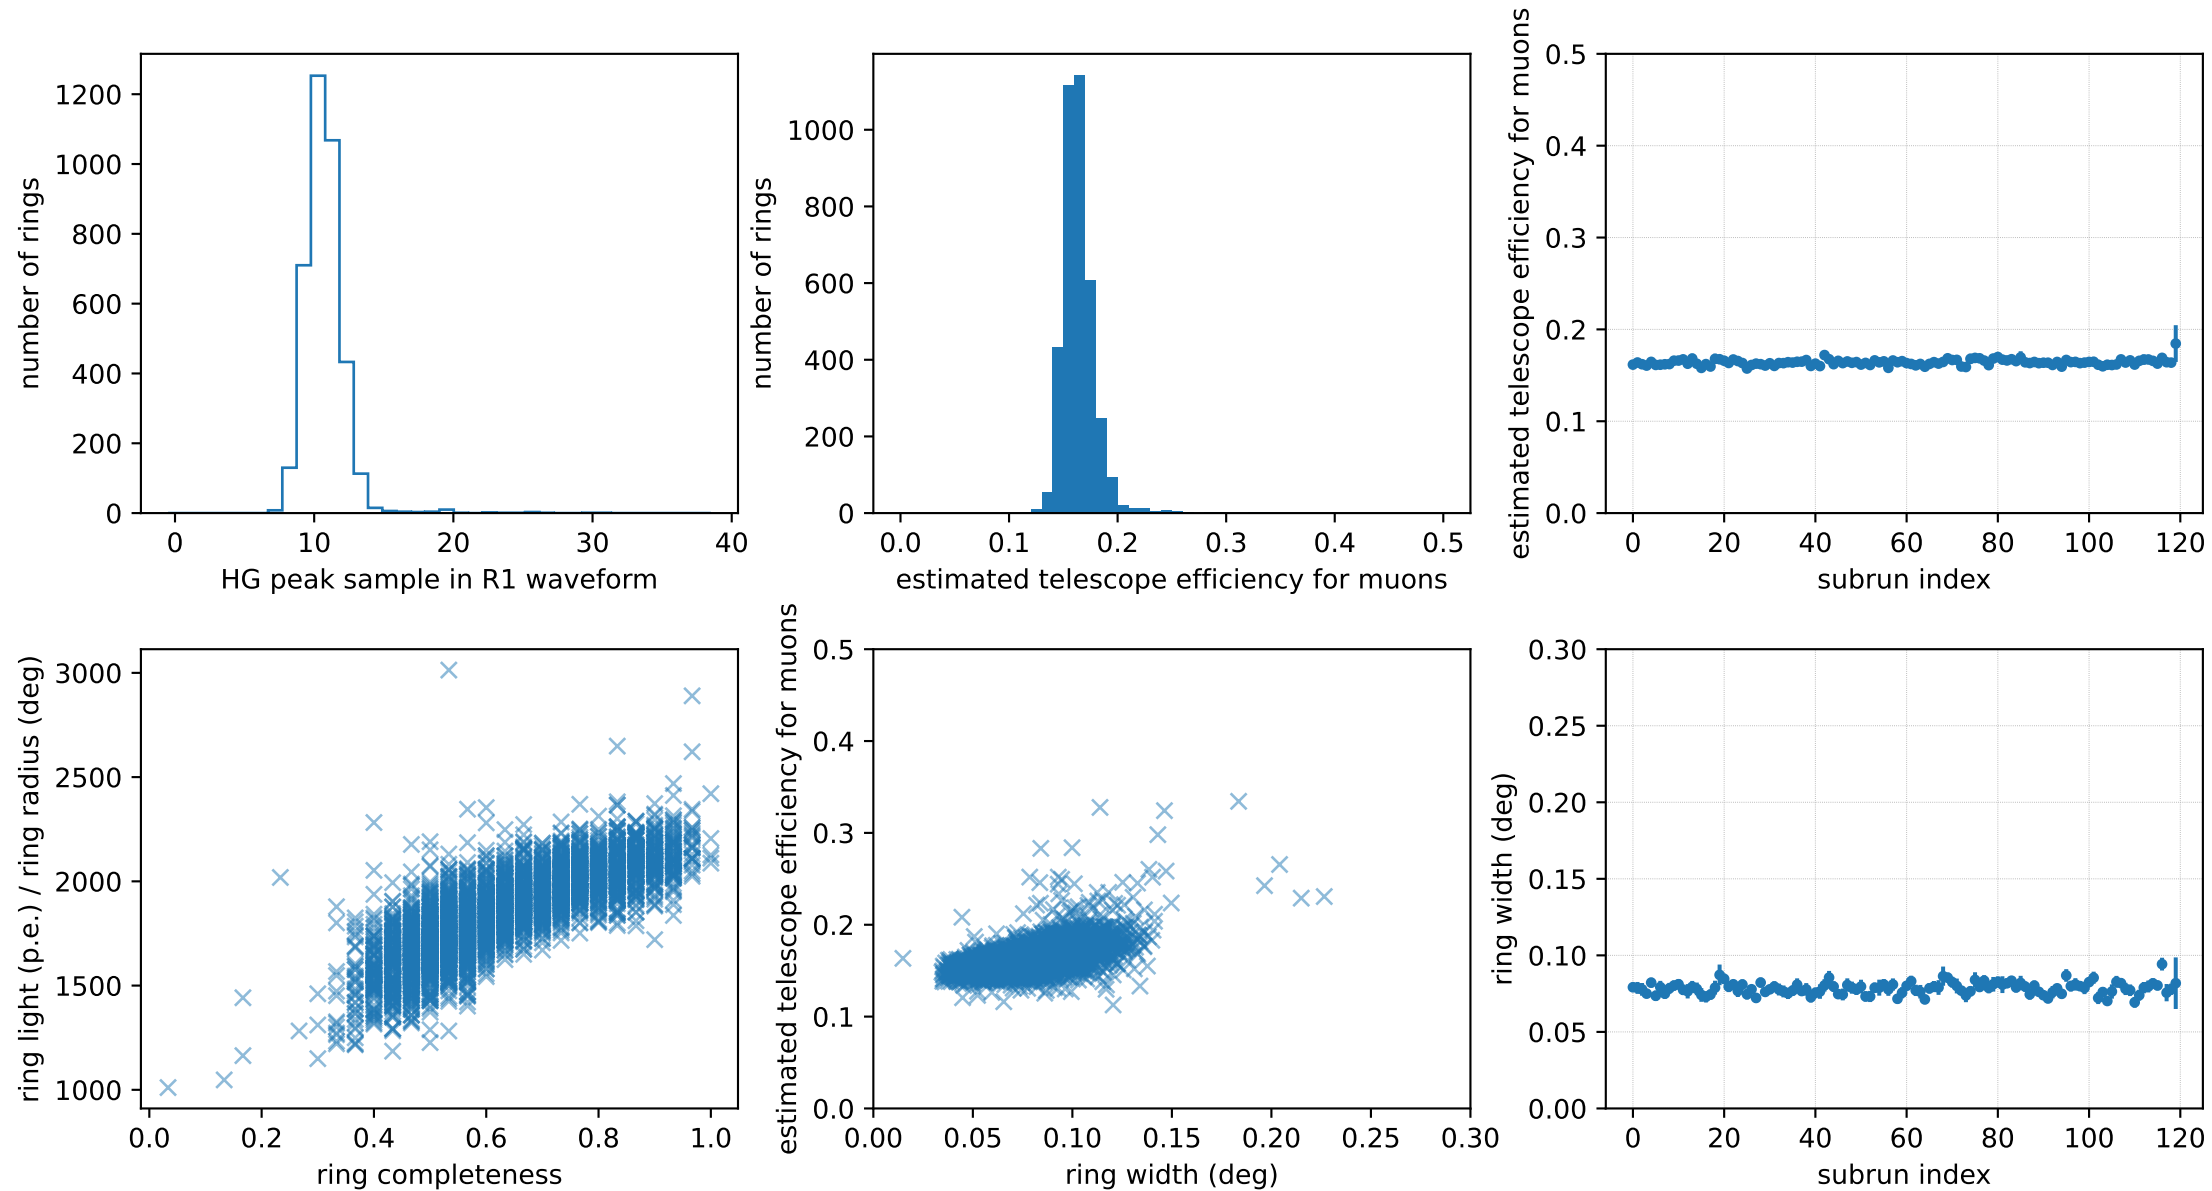 number of rings
1200
1000
800
600
400
200
0
0 10 20 30 40
HG peak sample in R1 waveform
number of rings
1000
800
600
400
200
0
0.0 0.1 0.2 0.3 0.4 0.5
estimated telescope efficiency for muons
estimated telescope efficiency for muons
0.5
0.4
0.3
0.2
0.1
0.0
0 20 40 60 80 100 120
subrun index
ring light (p.e.) / ring radius (deg)
3000
2500
2000
1500
1000
0.0 0.2 0.4 0.6 0.8 1.0
ring completeness
estimated telescope efficiency for muons
0.5
0.4
0.3
0.2
0.1
0.0
0.00 0.05 0.10 0.15 0.20 0.25 0.30
ring width (deg)
ring width (deg)
0.30
0.25
0.20
0.15
0.10
0.05
0.00
0 20 40 60 80 100 120
subrun index